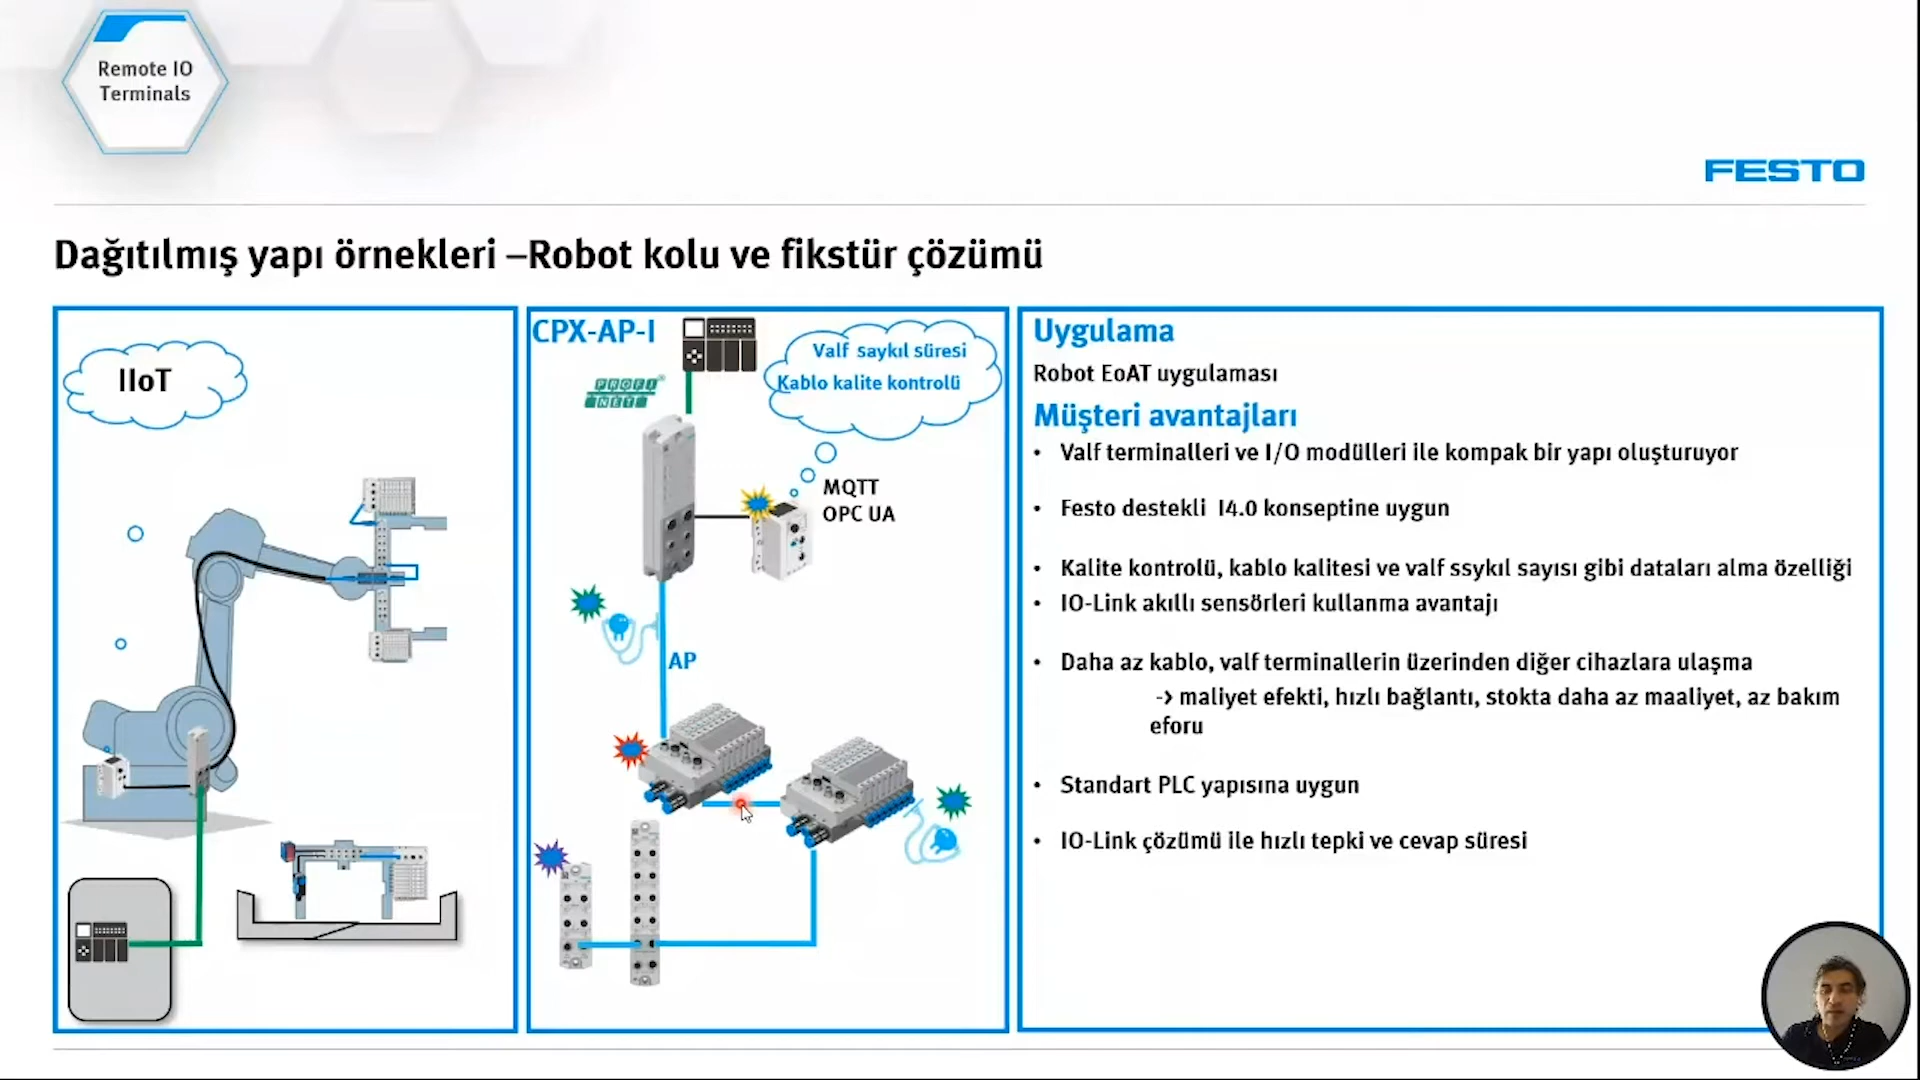 Remote IO
Terminals
FESTO
Dağıtılmış yapı örnekleri –Robot kolu ve fikstür çözümü
IIoT
CPX-AP-I
PROFI
NET
Valf saykıl süresi
Kablo kalite kontrolü
MQTT
OPC UA
AP
Uygulama
Robot EoAT uygulaması
Müşteri avantajları
• Valf terminalleri ve I/O modülleri ile kompak bir yapı oluşturuyor
• Festo destekli I4.0 konseptine uygun
• Kalite kontrolü, kablo kalitesi ve valf ssykıl sayısı gibi dataları alma özelliği
• IO-Link akıllı sensörleri kullanma avantajı
• Daha az kablo, valf terminallerin üzerinden diğer cihazlara ulaşma
-> maliyet efekti, hızlı bağlantı, stokta daha az maaliyet, az bakım
eforu
• Standart PLC yapısına uygun
• IO-Link çözümü ile hızlı tepki ve cevap süresi